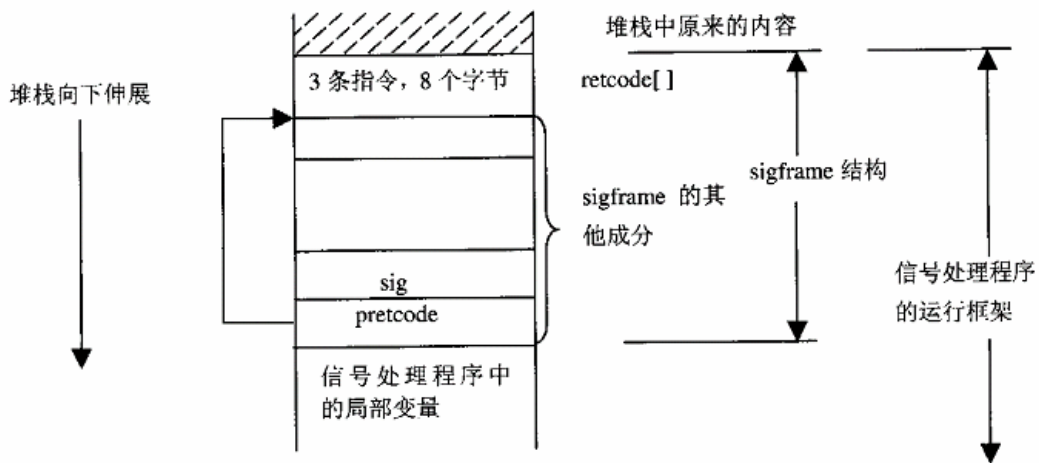 堆栈中原来的内容
3 条指令，8 个字节
retcode[ ]
堆栈向下伸展
sigframe 结构
sigframe 的其
他成分
sig
pretcode
信号处理程序
的运行框架
信号处理程序中
的局部变量